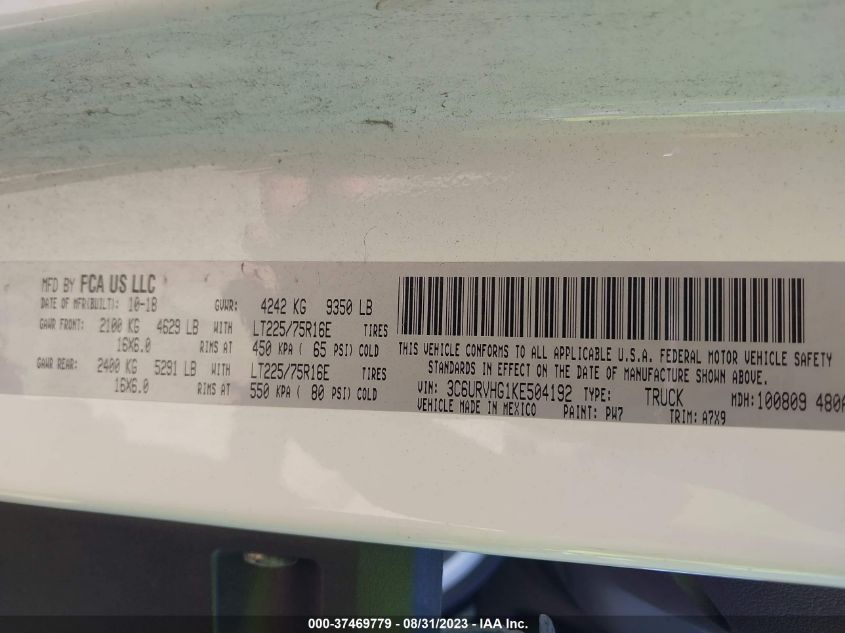 MFD BY FCA US LLC
DATE OF MFR(BUILT): 10-18 GVWR: 4242 KG 9350 LB
GAWR FRONT: 2100 KG 4629 LB WITH LT225/75R16E TIRES
16X6.0 RIMS AT 450 KPA ( 65 PSI) COLD
GAWR REAR: 2400 KG 5291 LB WITH LT225/75R16E TIRES
16X6.0 RIMS AT 550 KPA ( 80 PSI) COLD
THIS VEHICLE CONFORMS TO ALL APPLICABLE U.S.A. FEDERAL MOTOR VEHICLE SAFETY
STANDARDS IN EFFECT ON THE DATE OF MANUFACTURE SHOWN ABOVE.
VIN: 3C6URVHG1KE504192 TYPE: TRUCK MDH:100809 480A
VEHICLE MADE IN MEXICO PAINT: PW7 TRIM: A7X9
000-37469779 - 08/31/2023 - IAA Inc.